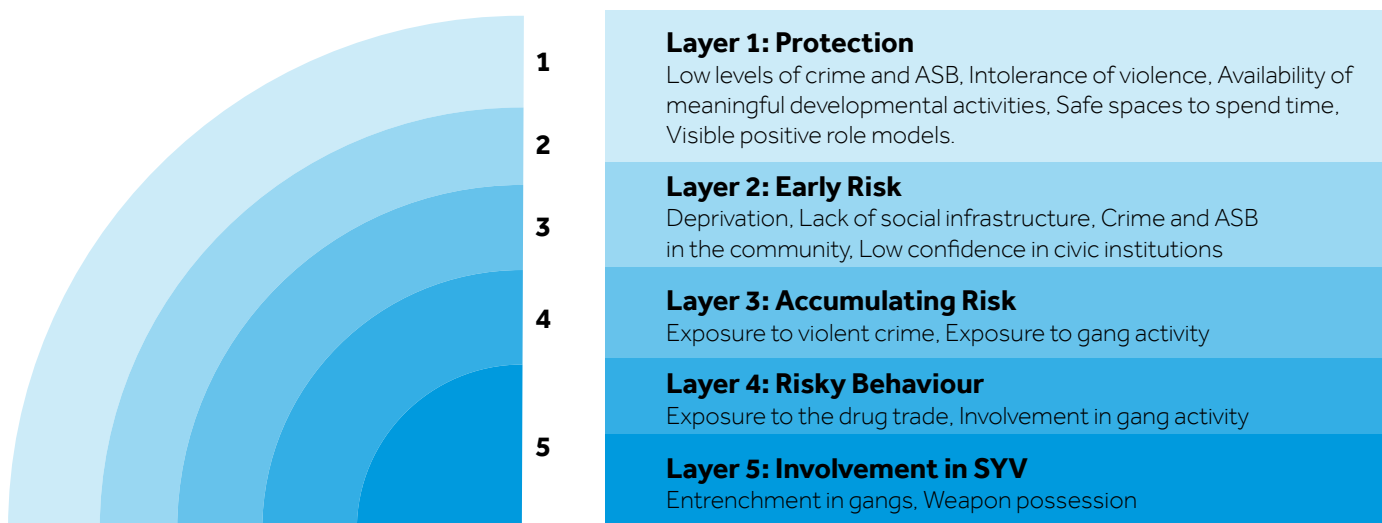 1
2
3
4
5
Layer 1: Protection
Low levels of crime and ASB, Intolerance of violence, Availability of
meaningful developmental activities, Safe spaces to spend time,
Visible positive role models.
Layer 2: Early Risk
Deprivation, Lack of social infrastructure, Crime and ASB
in the community, Low confidence in civic institutions
Layer 3: Accumulating Risk
Exposure to violent crime, Exposure to gang activity
Layer 4: Risky Behaviour
Exposure to the drug trade, Involvement in gang activity
Layer 5: Involvement in SYV
Entrenchment in gangs, Weapon possession